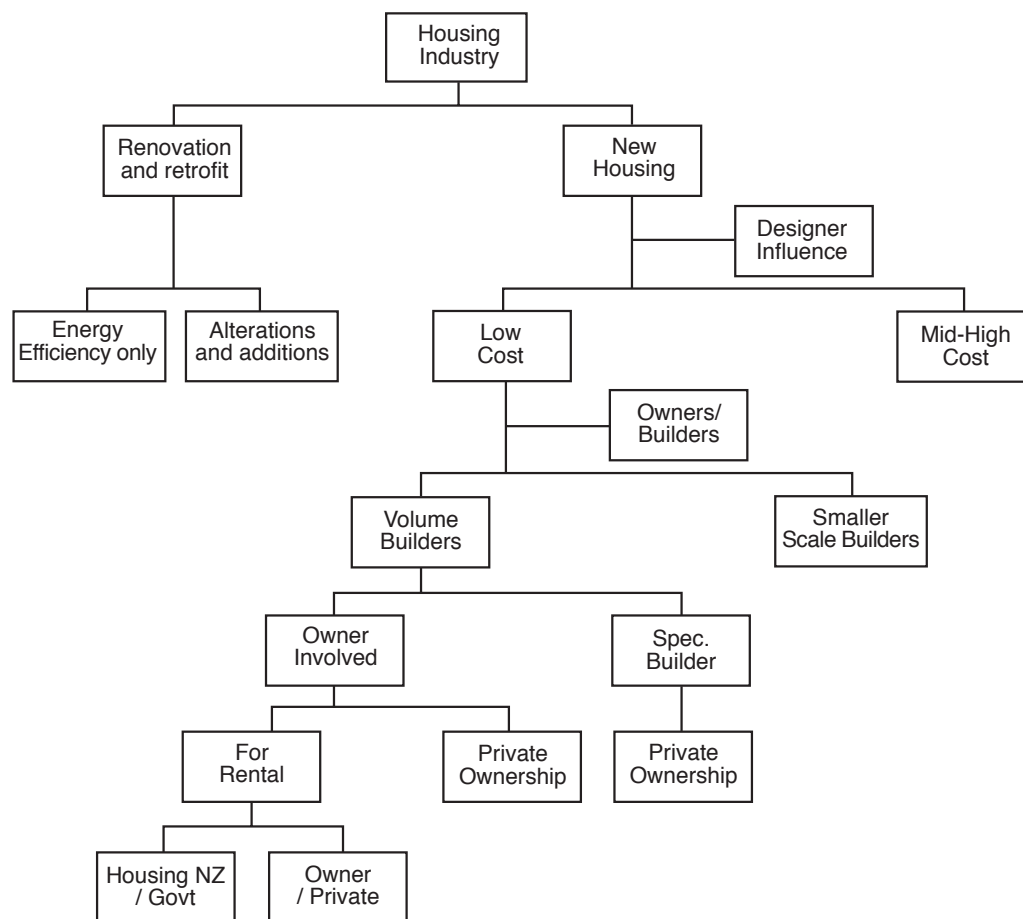 Housing
Industry
Renovation
and retrofit
New
Housing
Designer
Influence
Energy
Efficiency only
Alterations
and additions
Low
Cost
Mid-High
Cost
Owners/
Builders
Volume
Builders
Smaller
Scale Builders
Owner
Involved
Spec.
Builder
For
Rental
Private
Ownership
Private
Ownership
Housing NZ
/ Govt
Owner
/ Private